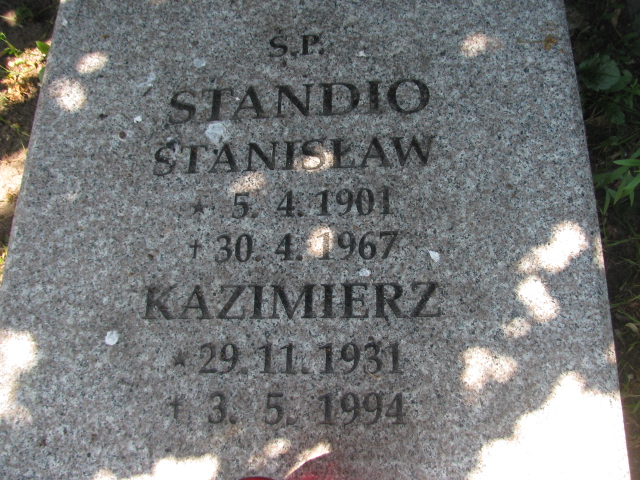 S.P.
STANDIO
STANISŁAW
* 5. 4. 1901
† 30. 4. 1967
KAZIMIERZ
* 29. 11. 1931
† 3. 5. 1994